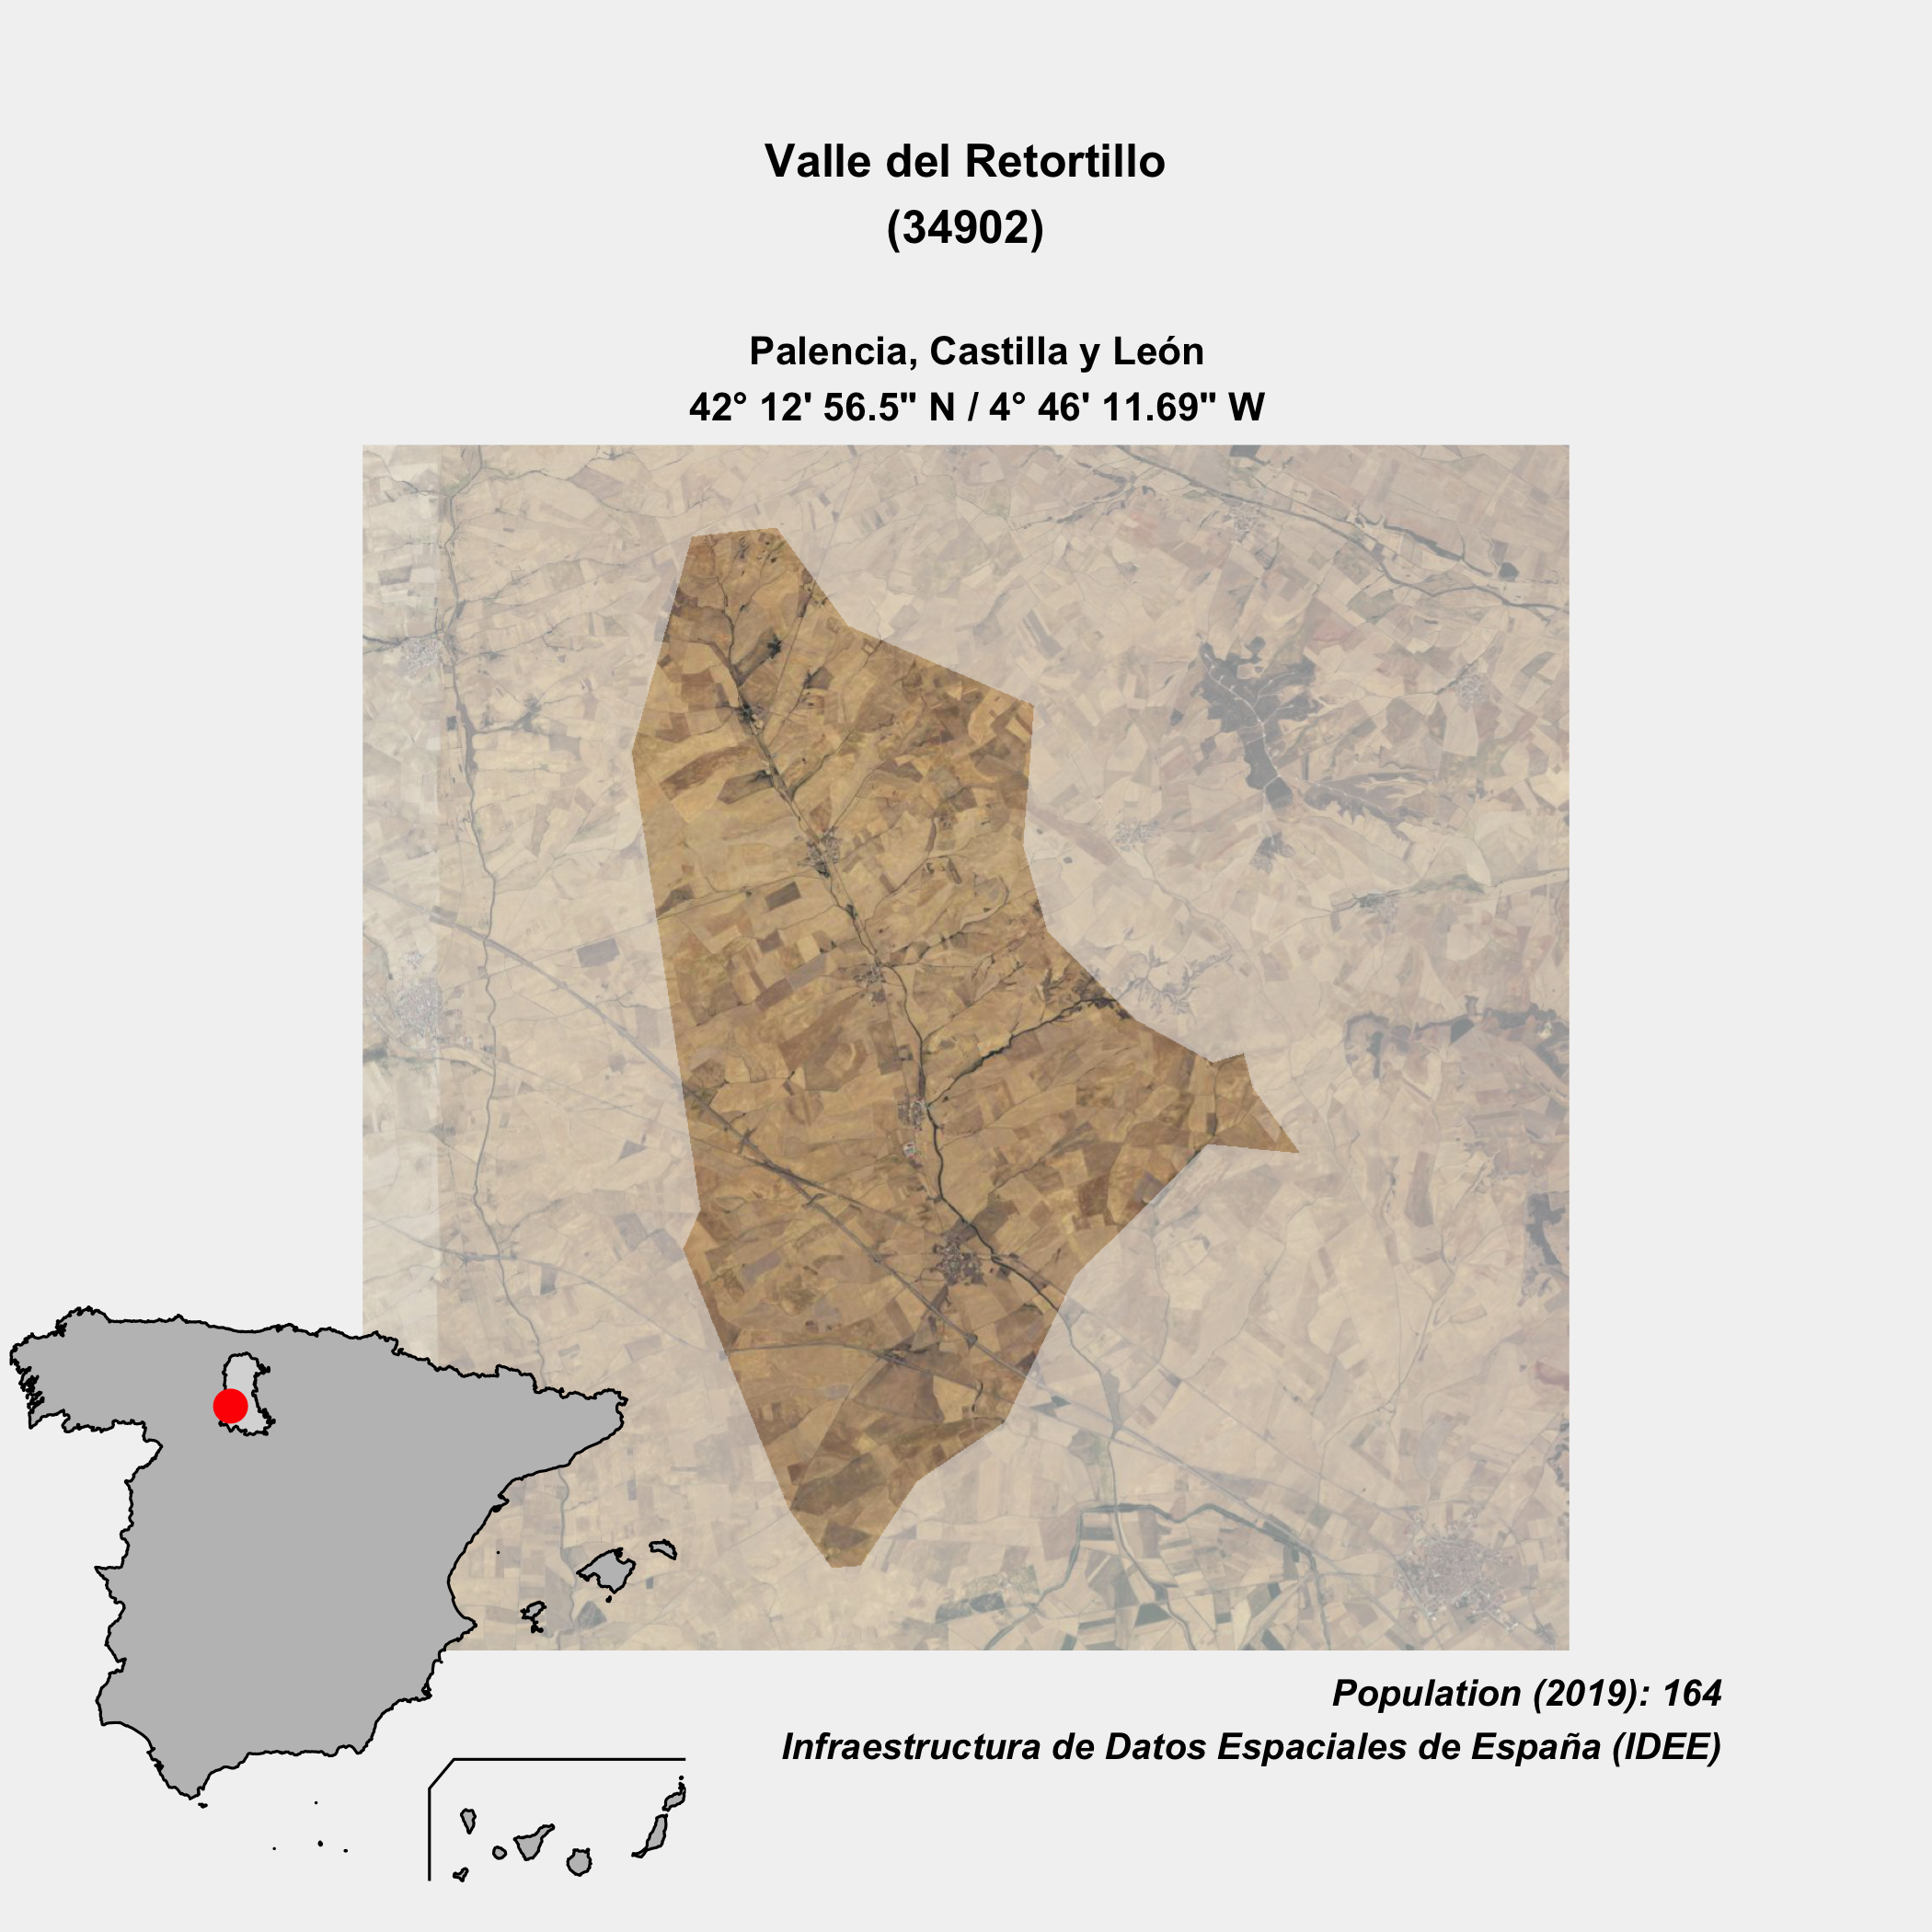 Valle del Retortillo
(34902)
Palencia, Castilla y León
42° 12' 56.5" N / 4° 46' 11.69" W
Population (2019): 164
Infraestructura de Datos Espaciales de España (IDEE)